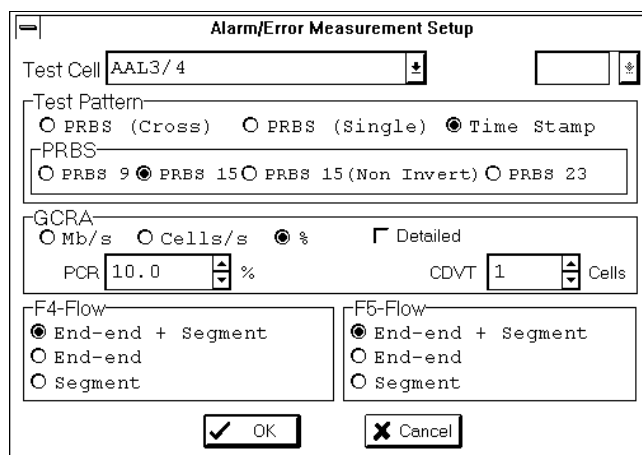 Alarm/Error Measurement Setup
Test Cell AAL3/4
Test Pattern
PRBS (Cross) PRBS (Single) Time Stamp
PRBS
PRBS 9 PRBS 15 PRBS 15(Non Invert) PRBS 23
GCRA
Mb/s Cells/s % Detailed
PCR 10.0 % CDVT 1 Cells
F4-Flow F5-Flow
End-end + Segment End-end + Segment
End-end End-end
Segment Segment
OK Cancel